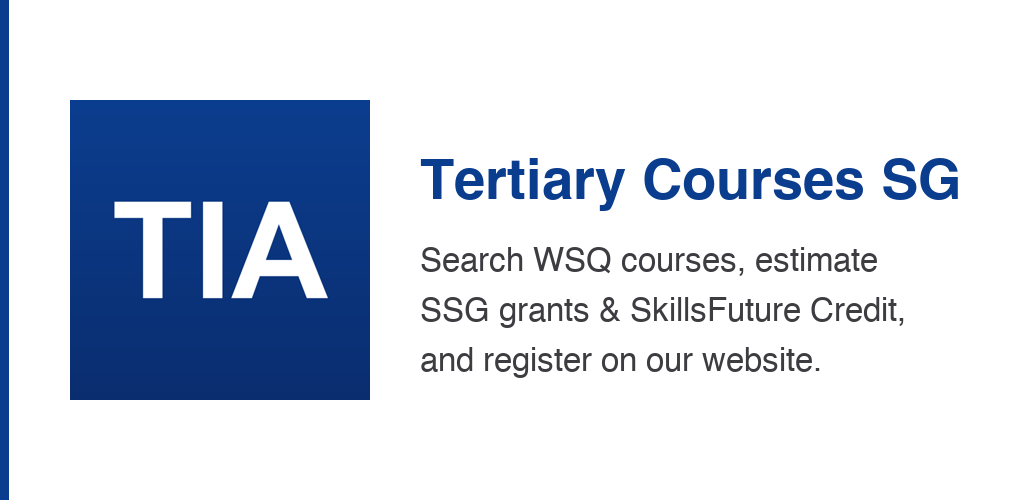 TIA
Tertiary Courses SG
Search WSQ courses, estimate
SSG grants & SkillsFuture Credit,
and register on our website.